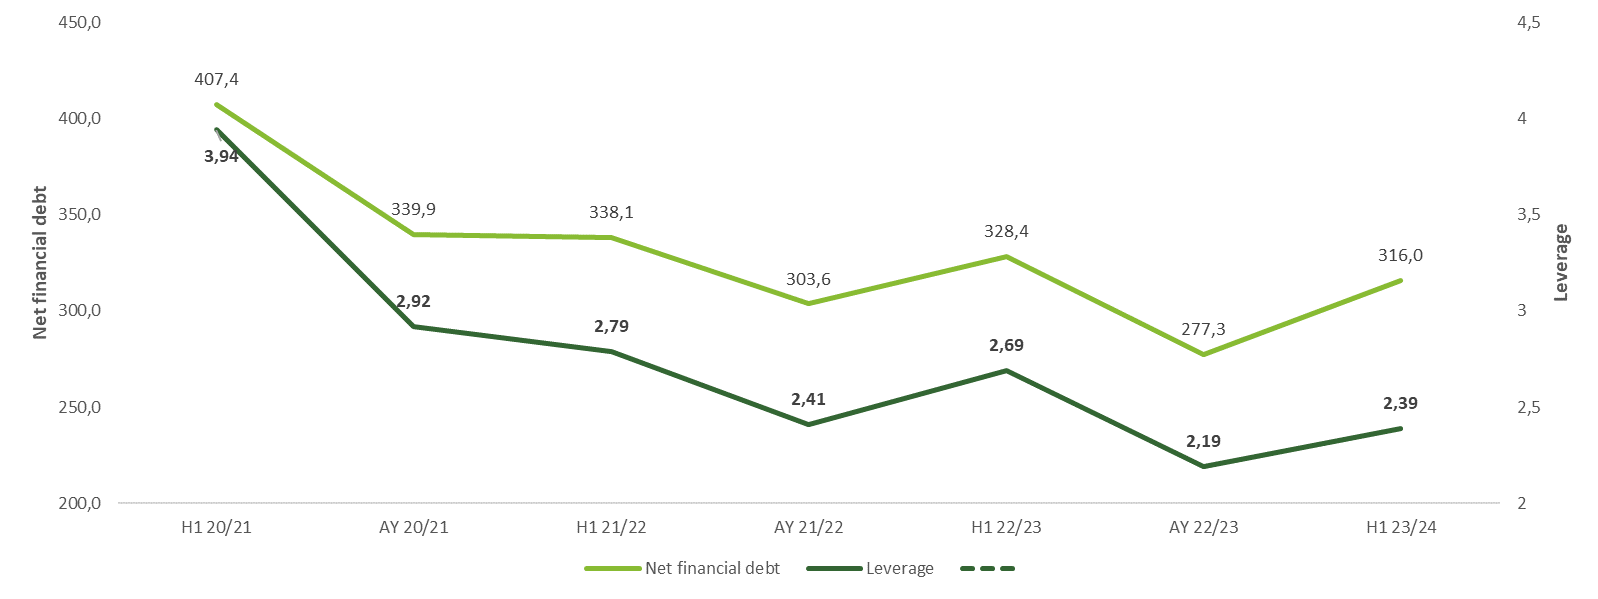 450,0
400,0
350,0
300,0
250,0
200,0
Net financial debt
4,5
4
3,5
3
2,5
2
Leverage
407,4
339,9
338,1
303,6
328,4
277,3
316,0
3,94
2,92
2,79
2,41
2,69
2,19
2,39
H1 20/21
AY 20/21
H1 21/22
AY 21/22
H1 22/23
AY 22/23
H1 23/24
Net financial debt
Leverage